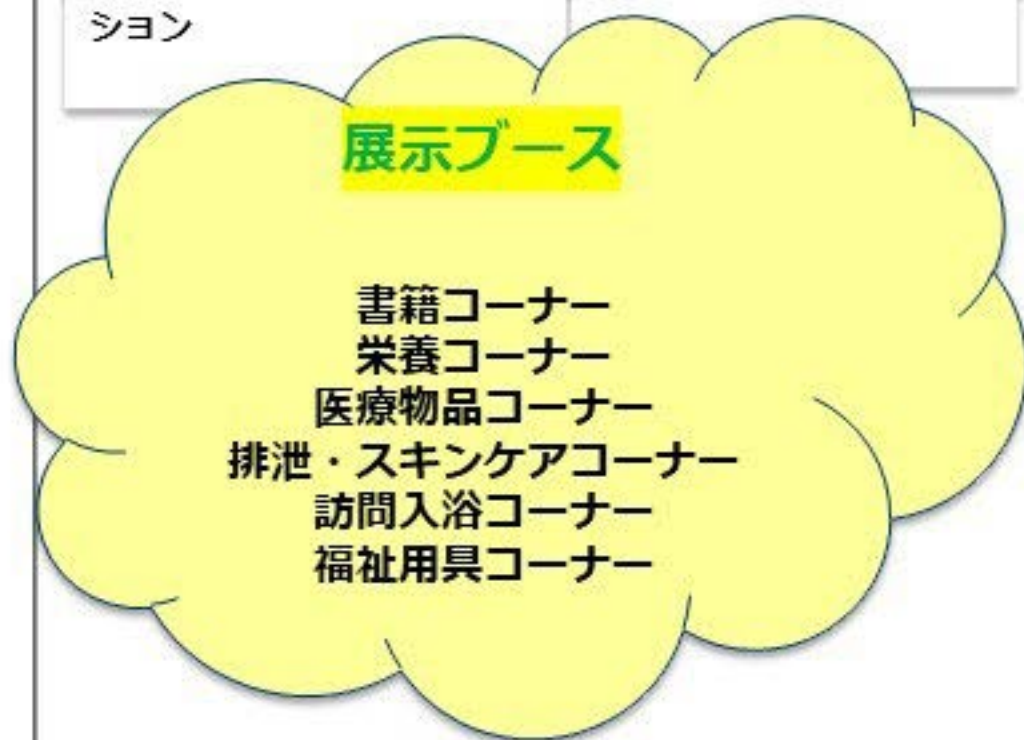 ション
展示ブース
書籍コーナー
栄養コーナー
医療物品コーナー
排泄・スキンケアコーナー
訪問入浴コーナー
福祉用具コーナー